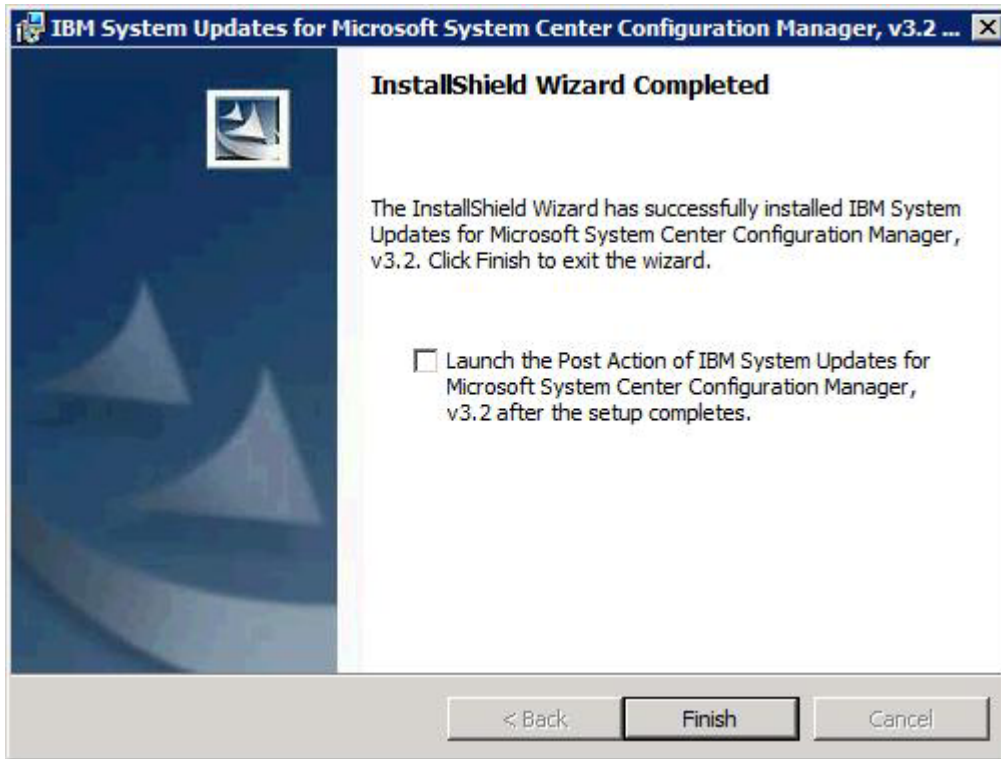 IBM System Updates for Microsoft System Center Configuration Manager, v3.2 ...
InstallShield Wizard Completed
The InstallShield Wizard has successfully installed IBM System
Updates for Microsoft System Center Configuration Manager,
v3.2. Click Finish to exit the wizard.
Launch the Post Action of IBM System Updates for
Microsoft System Center Configuration Manager,
v3.2 after the setup completes.
< Back
Finish
Cancel